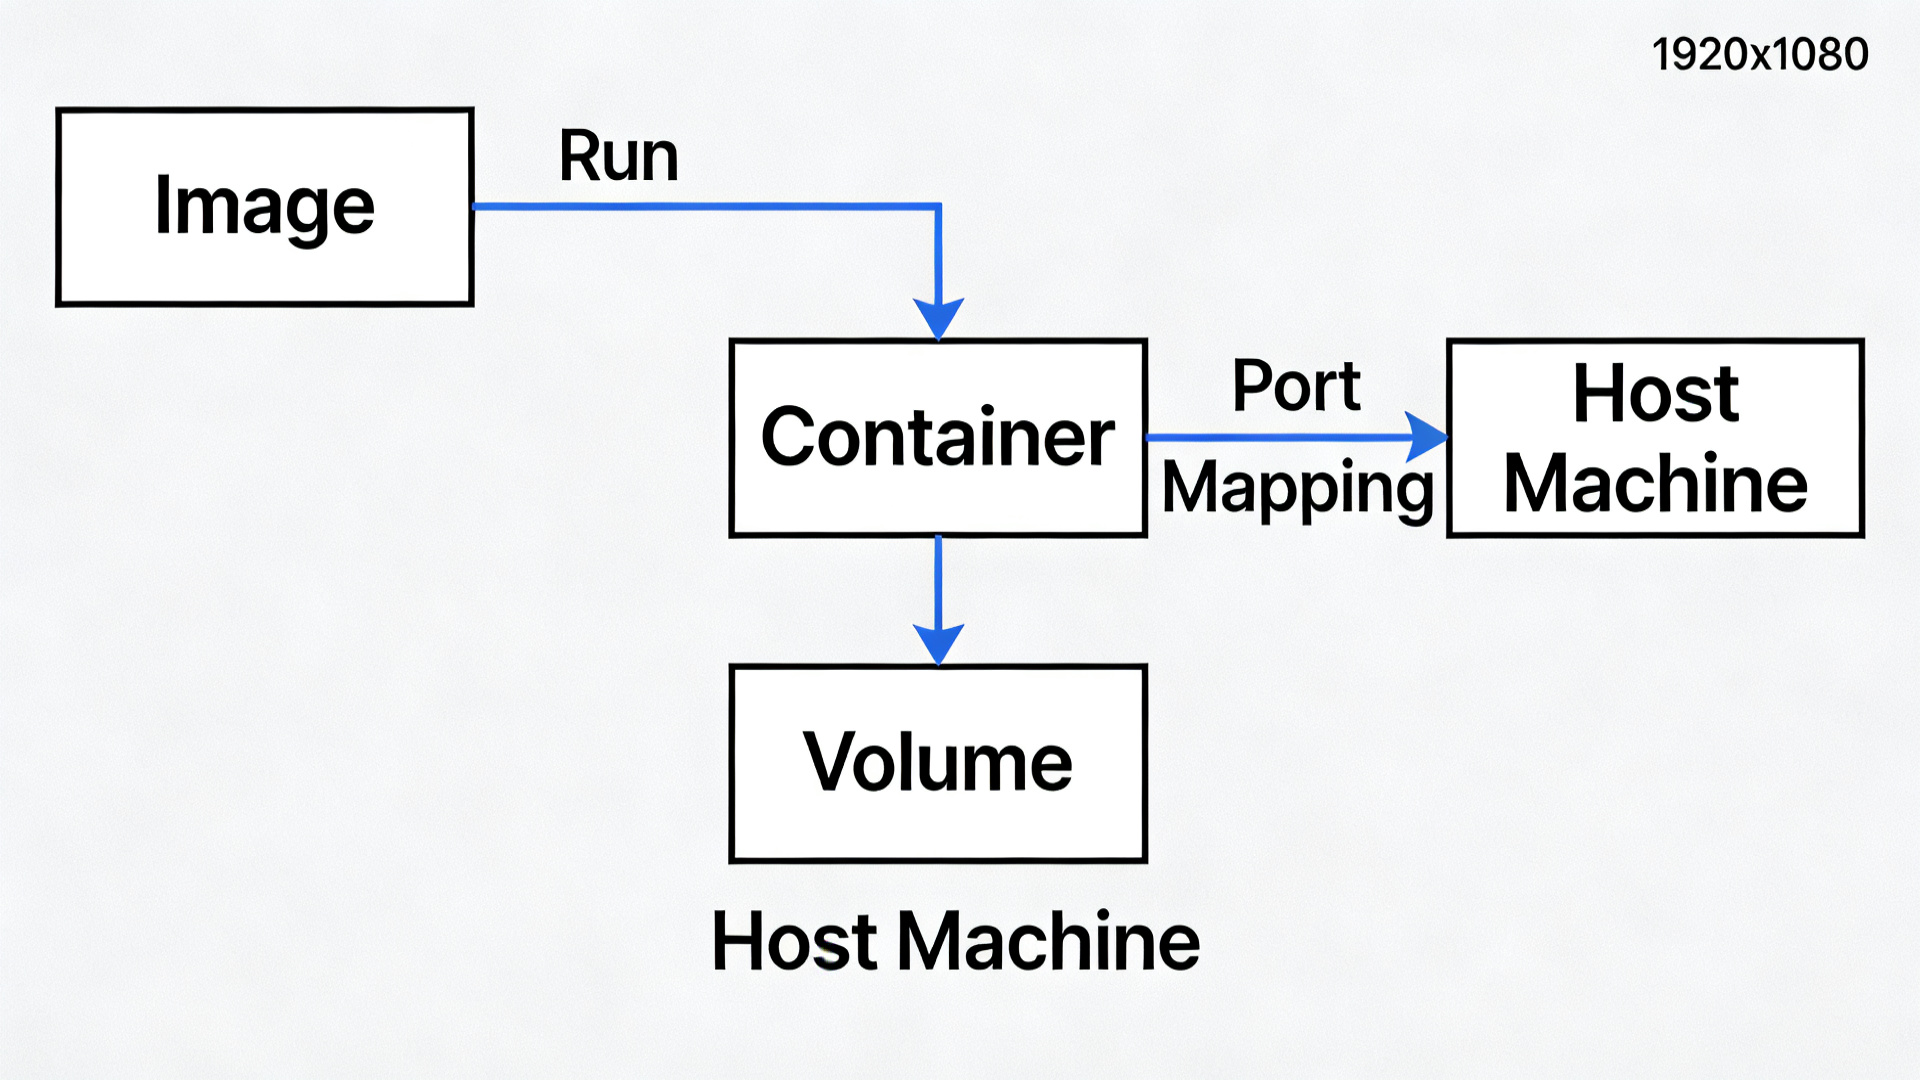 1920x1080
Image
Run
Container
Port
Mapping
Host
Machine
Volume
Host Machine